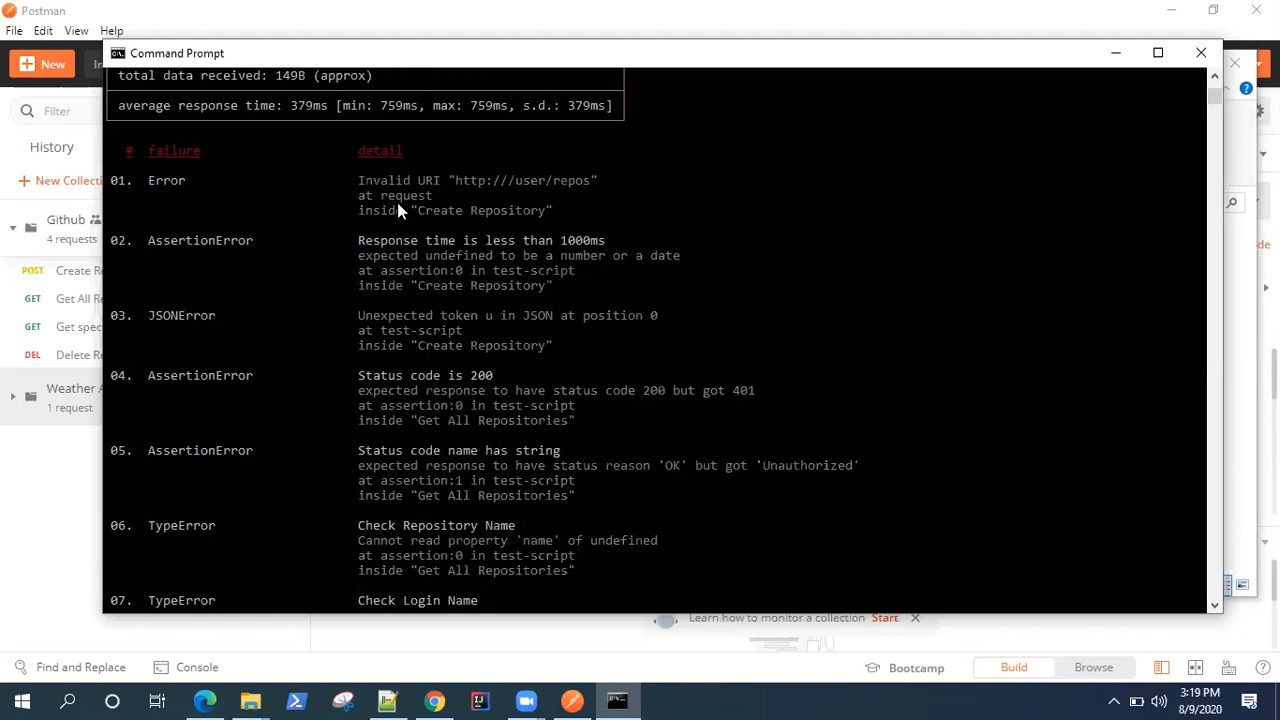 Postman
File Edit View Help
New
In
Filter
History
New Collecti
Github
4 requests
POST Create Re
GET Get All Re
GET Get spec
DEL Delete Re
Weather A
1 request
Command Prompt
total data received: 149B (approx)
average response time: 379ms [min: 759ms, max: 759ms, s.d.: 379ms]
# failure detail
01. Error Invalid URI "http:///user/repos"
at request
inside "Create Repository"
02. AssertionError Response time is less than 1000ms
expected undefined to be a number or a date
at assertion:0 in test-script
inside "Create Repository"
03. JSONError Unexpected token u in JSON at position 0
at test-script
inside "Create Repository"
04. AssertionError Status code is 200
expected response to have status code 200 but got 401
at assertion:0 in test-script
inside "Get All Repositories"
05. AssertionError Status code name has string
expected response to have status reason 'OK' but got 'Unauthorized'
at assertion:1 in test-script
inside "Get All Repositories"
06. TypeError Check Repository Name
Cannot read property 'name' of undefined
at assertion:0 in test-script
inside "Get All Repositories"
07. TypeError Check Login Name
de
Learn how to monitor a collection Start
Find and Replace Console Bootcamp Build Browse
3:19 PM
8/9/2020